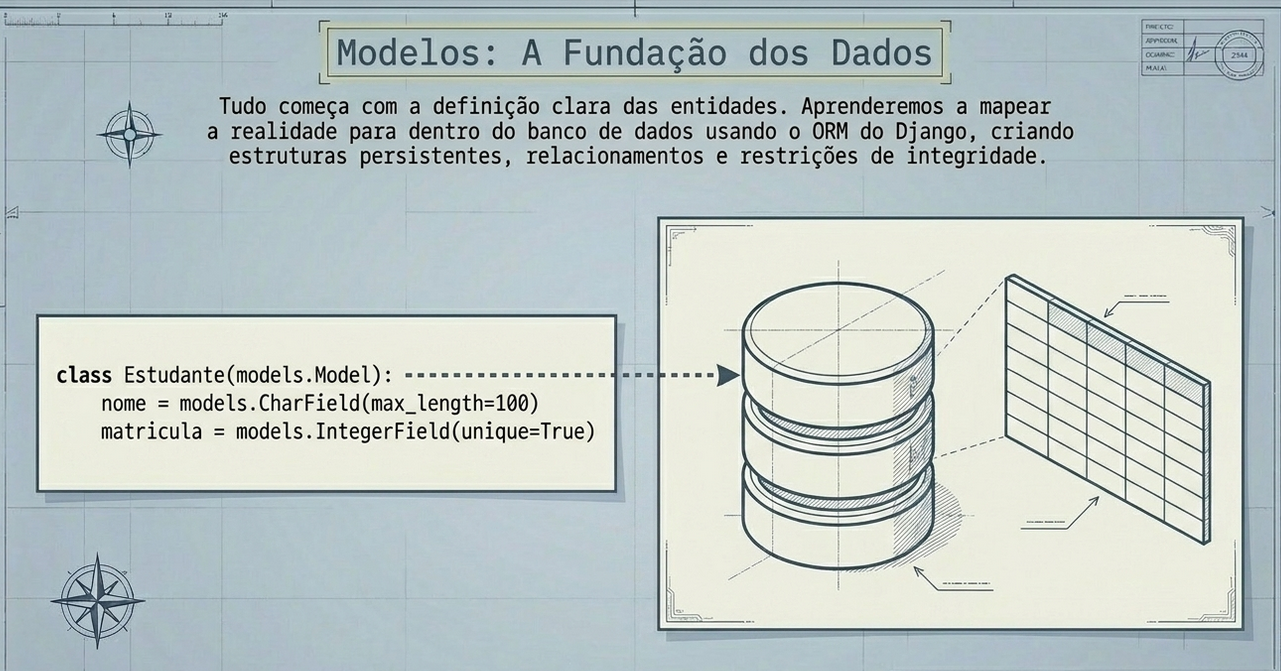 Modelos: A Fundação dos Dados
Tudo começa com a definição clara das entidades. Aprenderemos a mapear
a realidade para dentro do banco de dados usando o ORM do Django, criando
estruturas persistentes, relacionamentos e restrições de integridade.
class Estudante(models.Model):
    nome = models.CharField(max_length=100)
    matricula = models.IntegerField(unique=True)